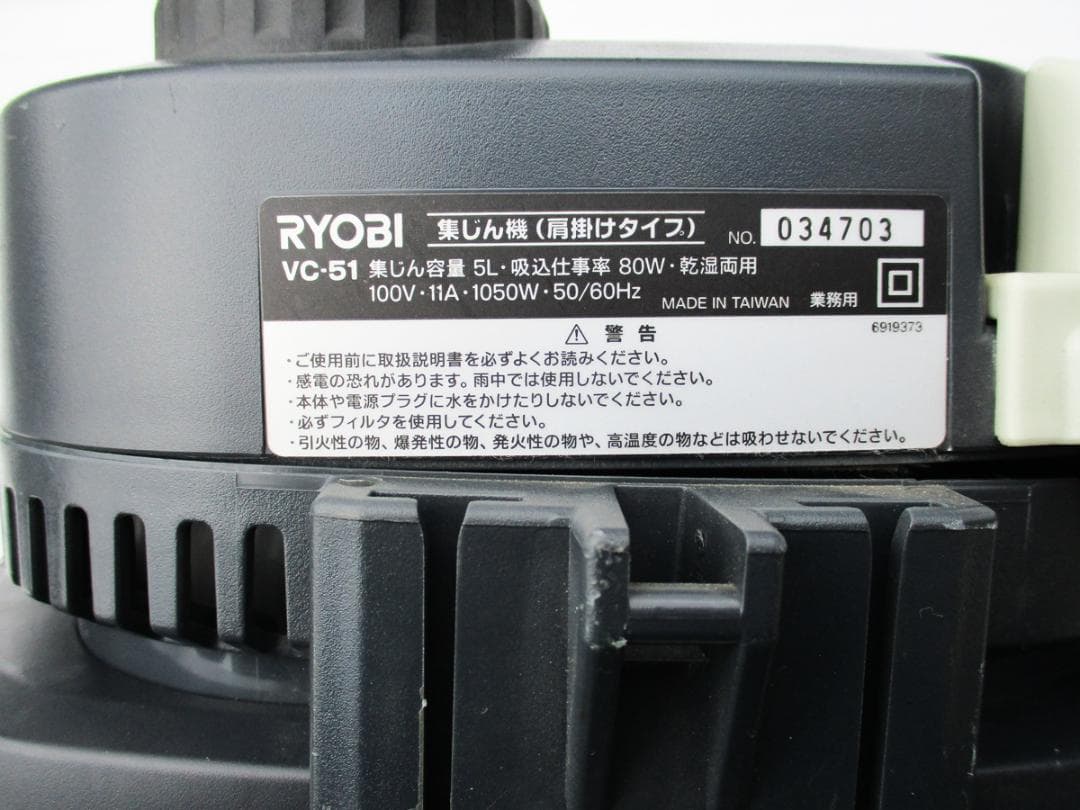 RYOBI 集じん機（肩掛けタイプ） NO. 034703
VC-51 集じん容量 5L・吸込仕事率 80W・乾湿両用
100V・11A・1050W・50/60Hz MADE IN TAIWAN 業務用
6919373
⚠ 警告
・ご使用前に取扱説明書を必ずよくお読みください。
・感電の恐れがあります。雨中では使用しないでください。
・本体や電源プラグに水をかけたりしないでください。
・必ずフィルタを使用してください。
・引火性の物、爆発性の物、発火性の物や、高温度の物などは吸わせないでください。